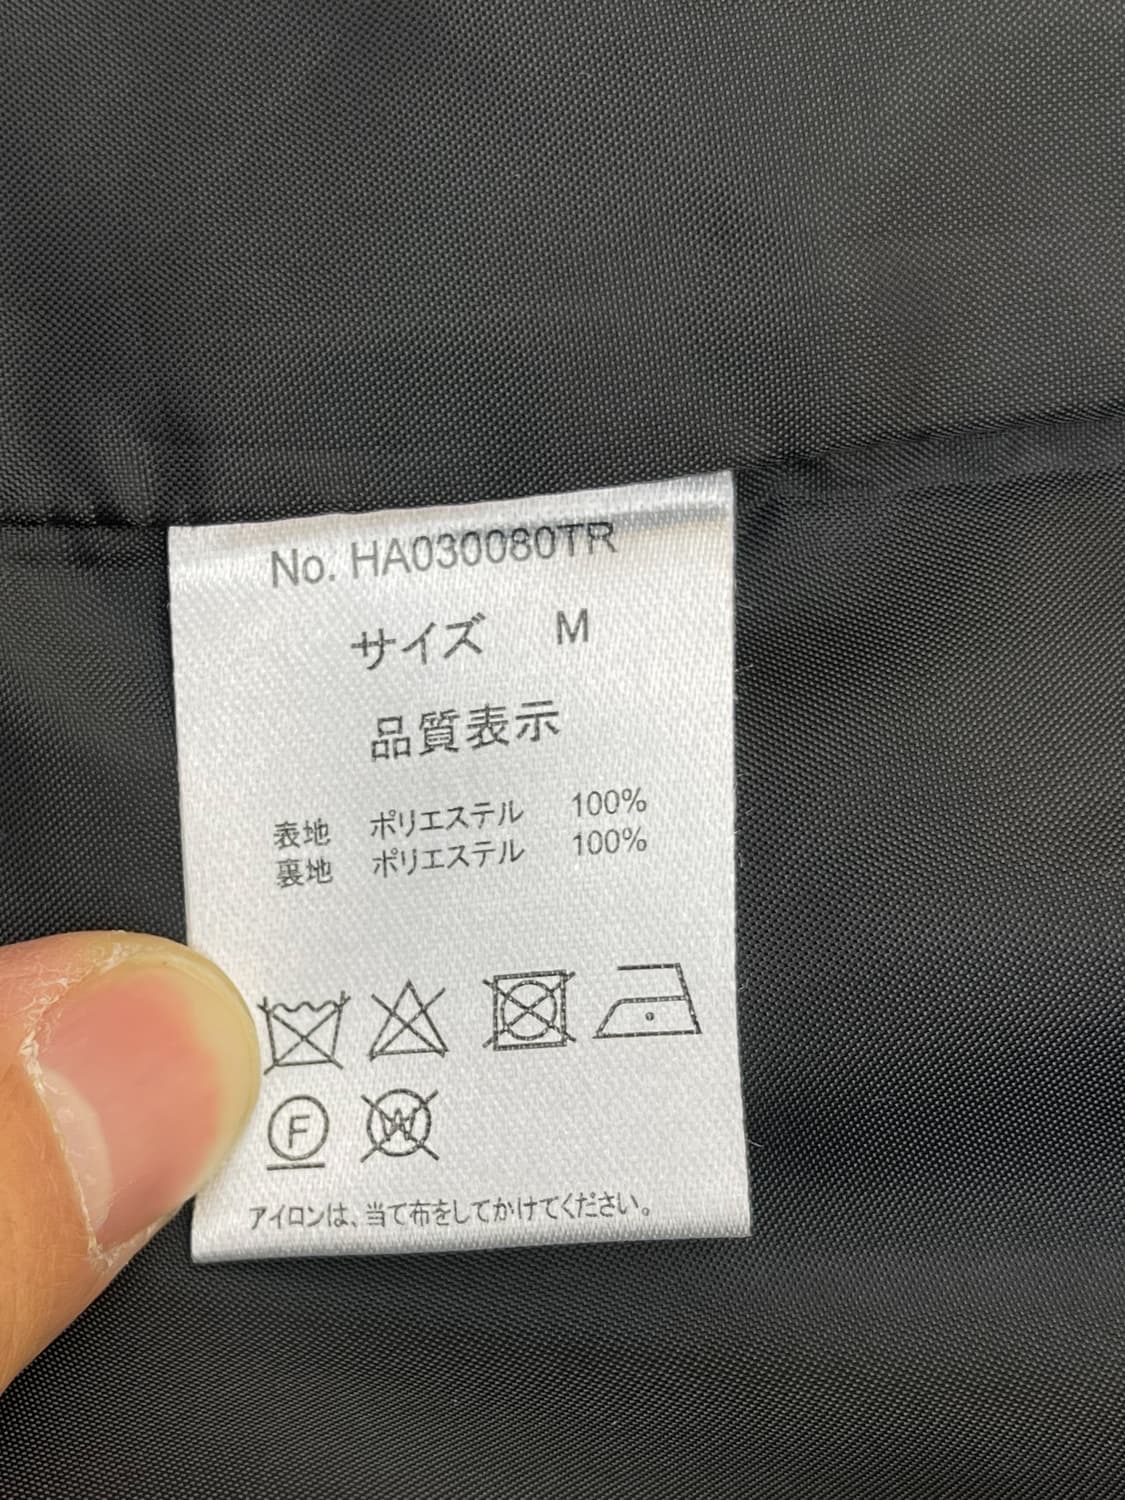 No. HA030080TR
サイズ M
品質表示
表地 ポリエステル 100%
裏地 ポリエステル 100%
F W
アイロンは、当て布をしてかけてください。